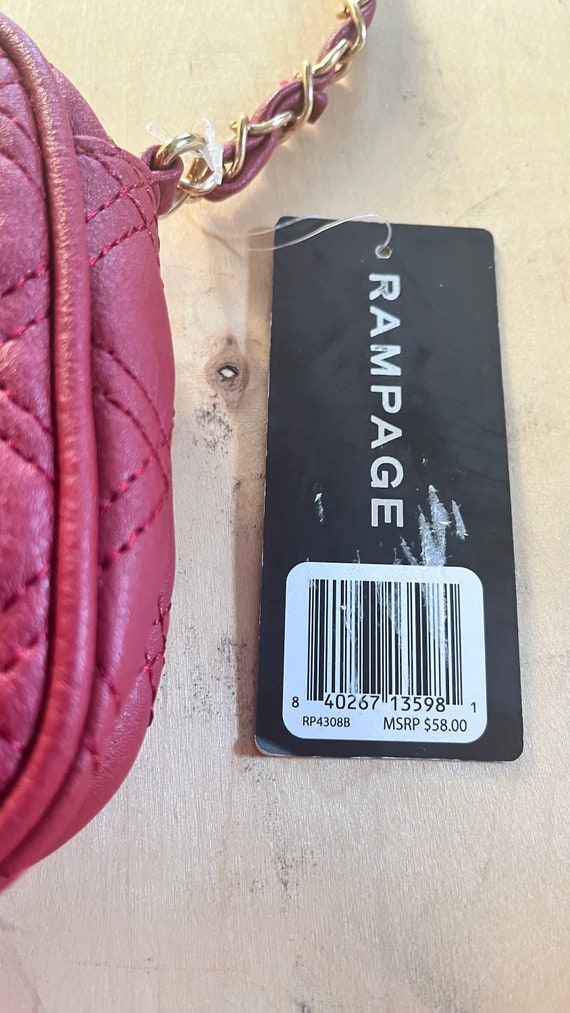 RAMPAGE
8 40267 13598 1
RP4308B MSRP $58.00